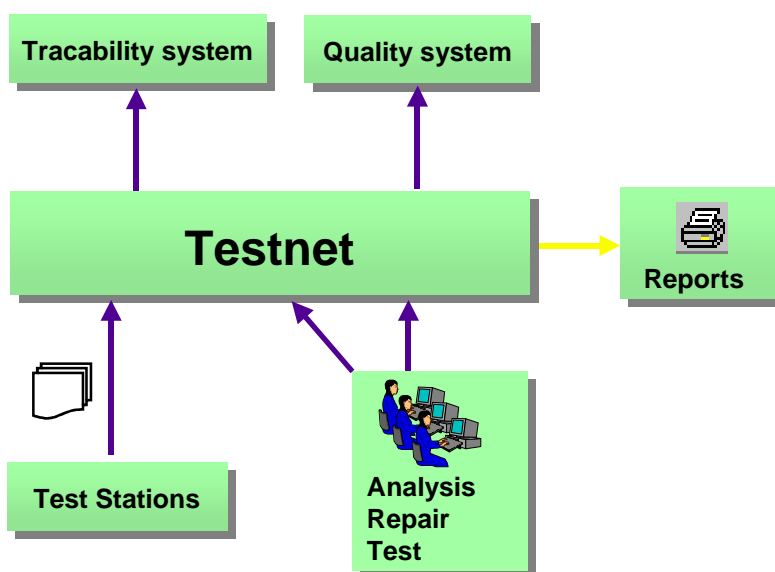 Tracability system
Quality system
Testnet
Reports
Test Stations
Analysis
Repair
Test